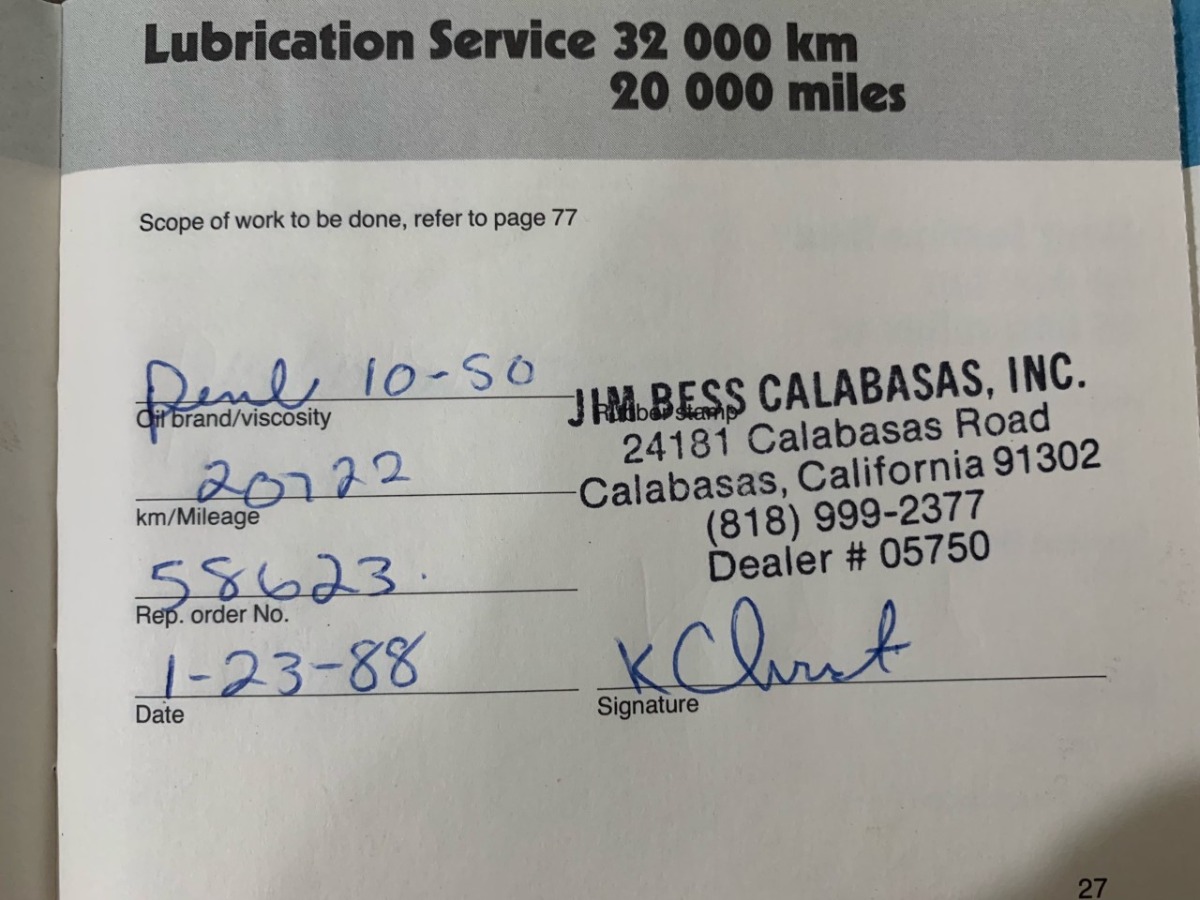 Lubrication Service 32 000 km
20 000 miles
Scope of work to be done, refer to page 77
10-50
Oil brand/viscosity
20722
km/Mileage
58623.
Rep. order No.
1-23-88
Date
Rubber stamp
JIM BESS CALABASAS, INC.
24181 Calabasas Road
Calabasas, California 91302
(818) 999-2377
Dealer # 05750
Signature
27